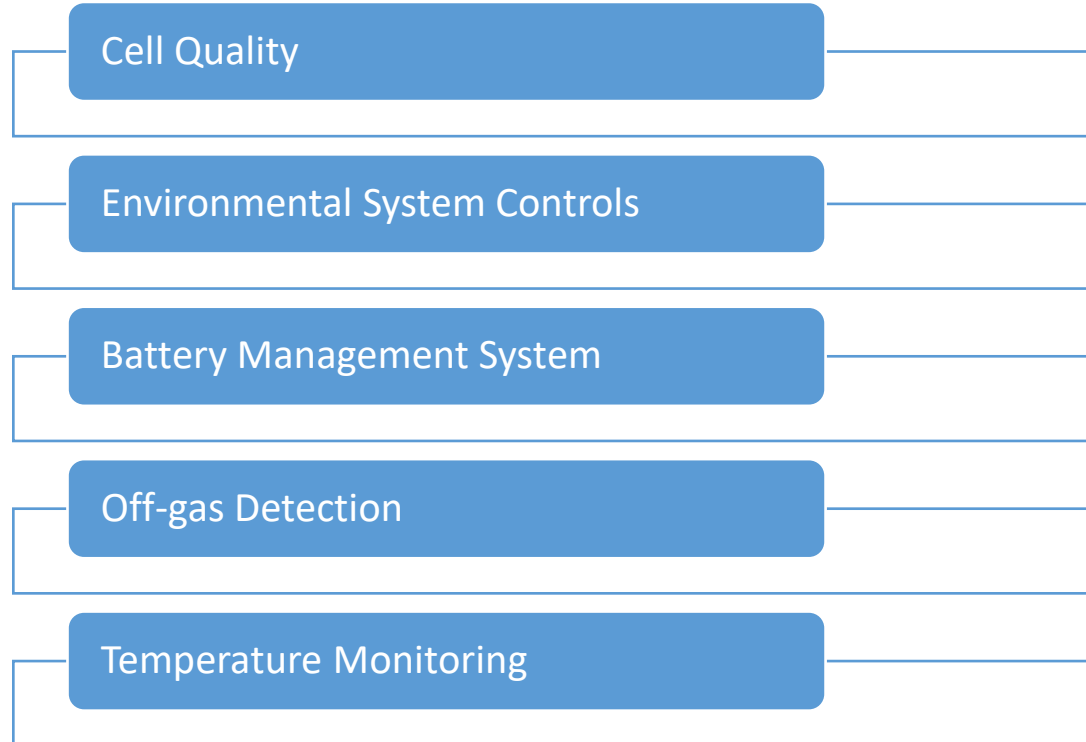 Cell Quality
Environmental System Controls
Battery Management System
Off-gas Detection
Temperature Monitoring